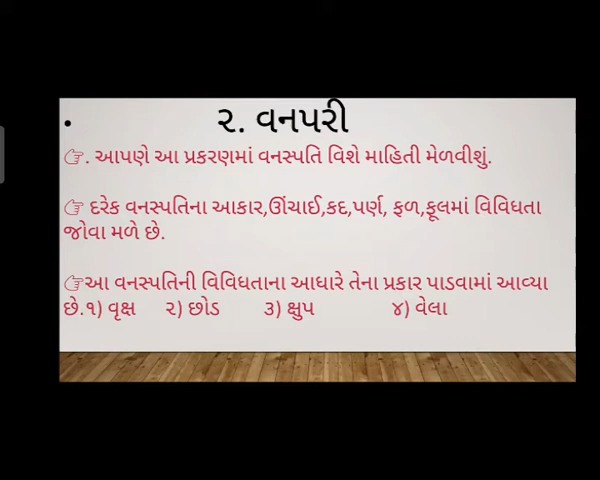 • ૨. વનપરી
👉. આપણે આ પ્રકરણમાં વનસ્પતિ વિશે માહિતી મેળવીશું.
👉 દરેક વનસ્પતિના આકાર,ઊંચાઈ,કદ,પર્ણ, ફળ,ફૂલમાં વિવિધતા
જોવા મળે છે.
👉આ વનસ્પતિની વિવિધતાના આધારે તેના પ્રકાર પાડવામાં આવ્યા
છે.૧) વૃક્ષ ૨) છોડ ૩) ક્ષુપ ૪) વેલા